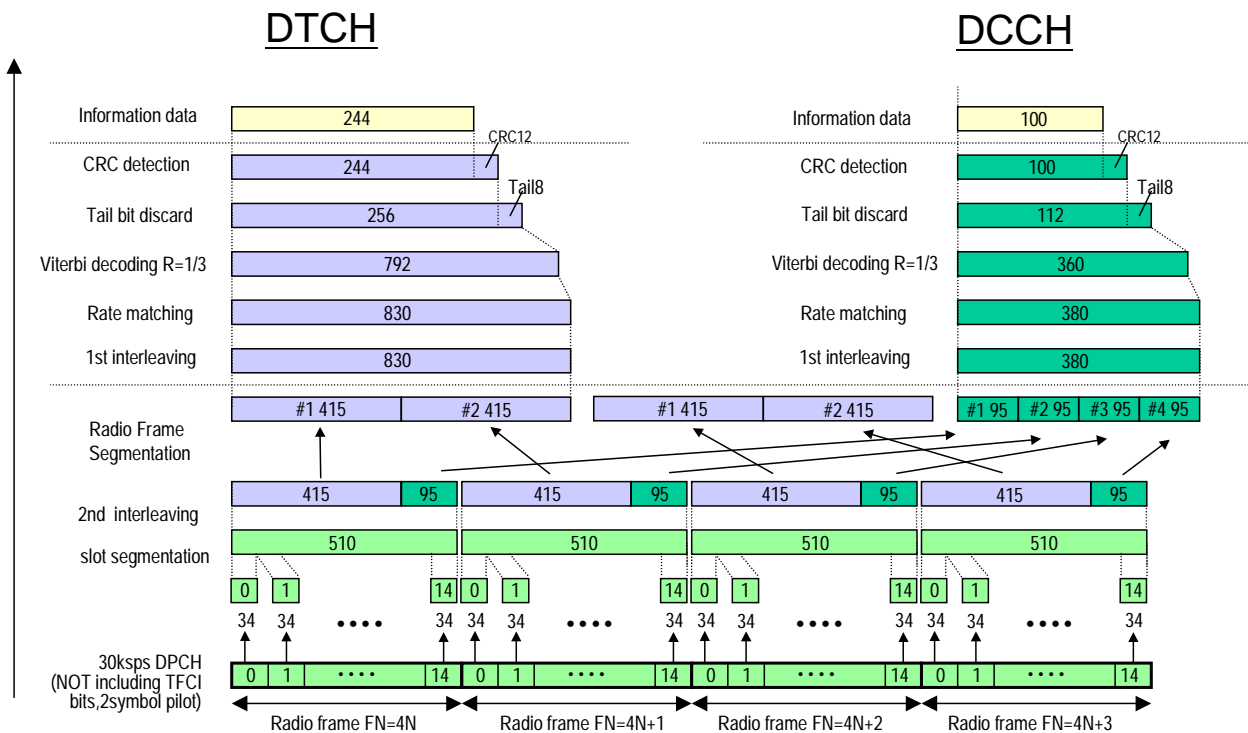 DTCH DCCH
Information data 244 Information data 100
CRC12 CRC12
CRC detection 244 CRC detection 100
Tail8 Tail8
Tail bit discard 256 Tail bit discard 112
Viterbi decoding R=1/3 792 Viterbi decoding R=1/3 360
Rate matching 830 Rate matching 380
1st interleaving 830 1st interleaving 380
#1 415 #2 415 #1 415 #2 415 #1 95 #2 95 #3 95 #4 95
Radio Frame
Segmentation
415 95 415 95 415 95 415 95
2nd interleaving
510 510 510 510
slot segmentation
0 1 14 0 1 14 0 1 14 0 1 14
34 34 •••• 34 34 34 •••• 34 34 34 •••• 34 34 34 •••• 34
30ksps DPCH
(NOT including TFCI
bits,2symbol pilot)
0 1 •••• 14 0 1 •••• 14 0 1 •••• 14 0 1 •••• 14
Radio frame FN=4N Radio frame FN=4N+1 Radio frame FN=4N+2 Radio frame FN=4N+3